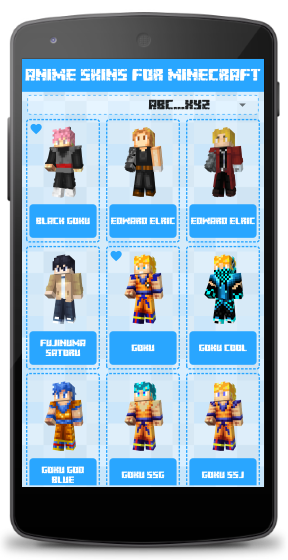 ANIME SKINS FOR MINECRAFT
ABC...XYZ
BLACK GOKU
EDWARD ELRIC
EDWARD ELRIC
FUJINUMA
SATORU
GOKU
GOKU COOL
GOKU GOD
BLUE
GOKU SSG
GOKU SSJ